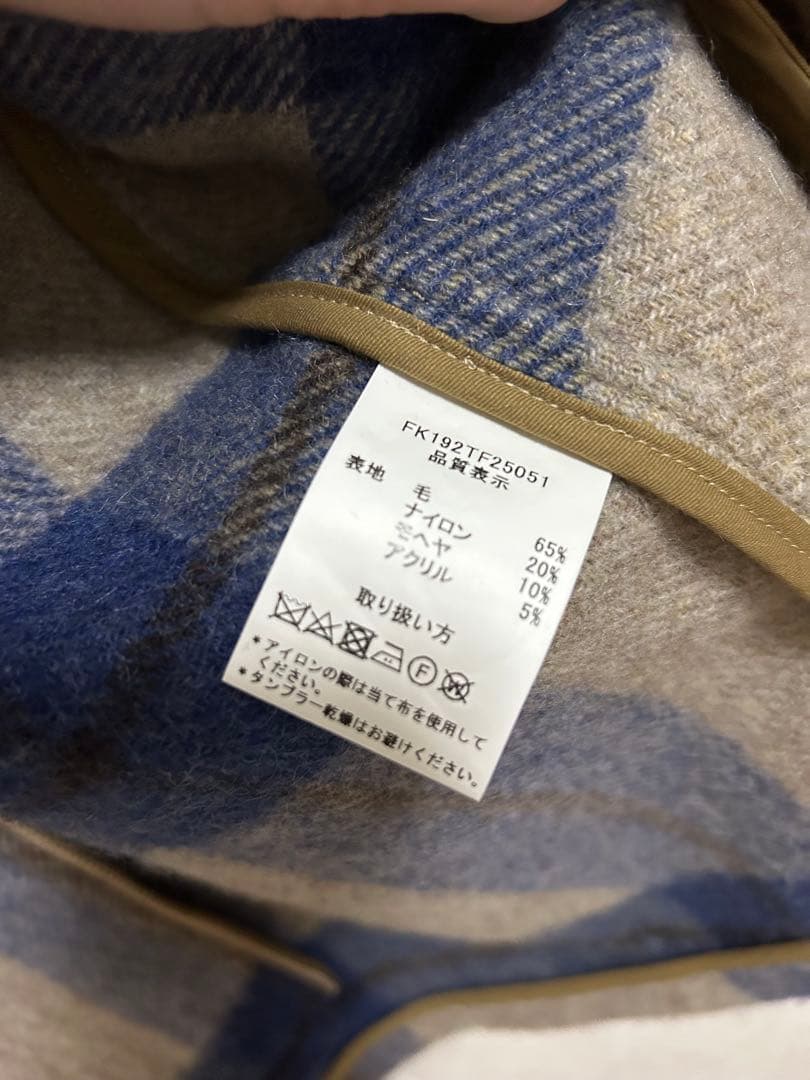 FK192TF25051
品質表示
表地 毛 65%
ナイロン 20%
モヘヤ 10%
アクリル 5%
取り扱い方
F W
*アイロンの際は当て布を使用して
ください。
*タンブラー乾燥はお避けください。